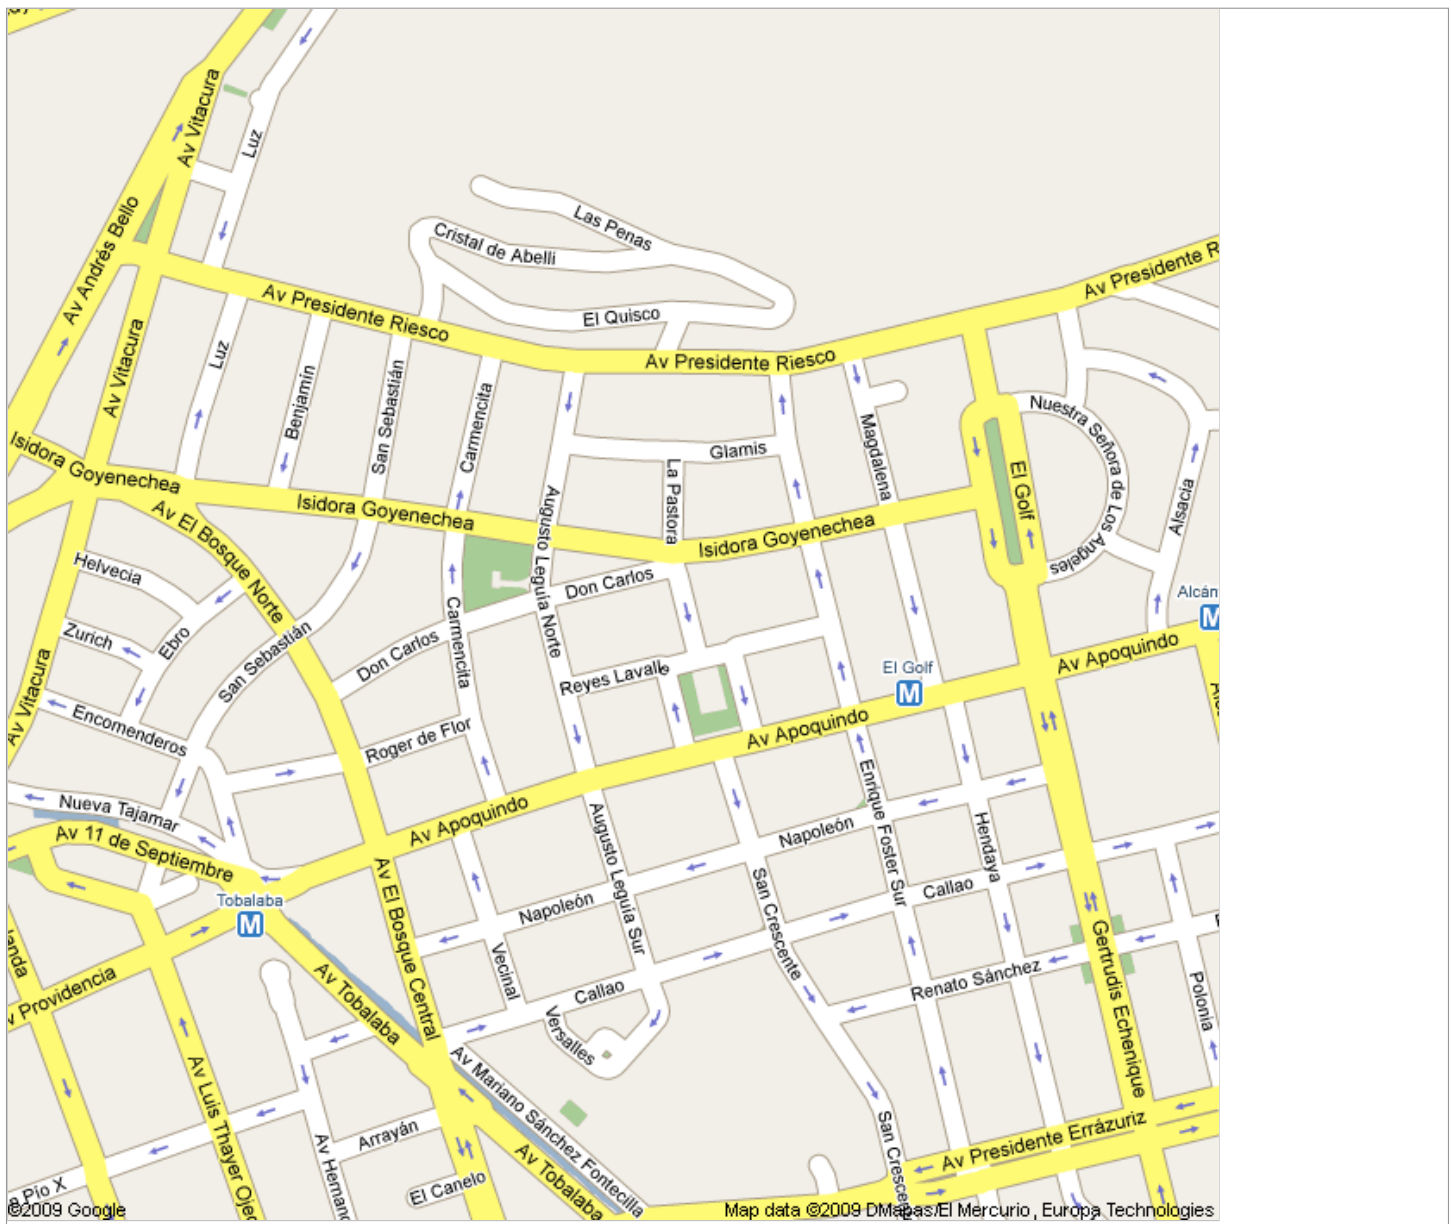 Av Vitacura
Luz
Av Andrés Bello
Las Penas
Cristal de Abelli
Av Presidente R
Av Presidente Riesco
El Quisco
Av Presidente Riesco
Av Vitacura
Luz
Benjamin
San Sebastián
Carmencita
Magdalena
Nuestra Señora de Los Angeles
Glamis
La Pastora
El Golf
Alsacia
Isidora Goyenechea
Isidora Goyenechea
Isidora Goyenechea
Av El Bosque Norte
Augusto Leguía Norte
Helvecia
Don Carlos
Alcán
M
Zurich
Ebro
San Sebastián
Don Carlos
Carmencita
Reyes Lavalle
El Golf
M
Av Apoquindo
Av Vitacura
Encomenderos
Roger de Flor
Av Apoquindo
Enrique Foster Sur
Nueva Tajamar
Av 11 de Septiembre
Av Apoquindo
Augusto Leguía Sur
Napoleón
Hendaya
Callao
Tobalaba
M
Av El Bosque Central
Napoleón
San Crescente
Gertrudis Echenique
Vecinal
Renato Sánchez
Polonia
Av Tobalaba
Callao
Versalles
Av Luis Thayer Ojec
Av Mariano Sánchez Fontecilla
Arrayán
Av Hernand
El Canelo
Av Tobalaba
San Cresce
Av Presidente Errázuriz
Pío X
©2009 Google
Map data ©2009 DMapas/El Mercurio, Europa Technologies